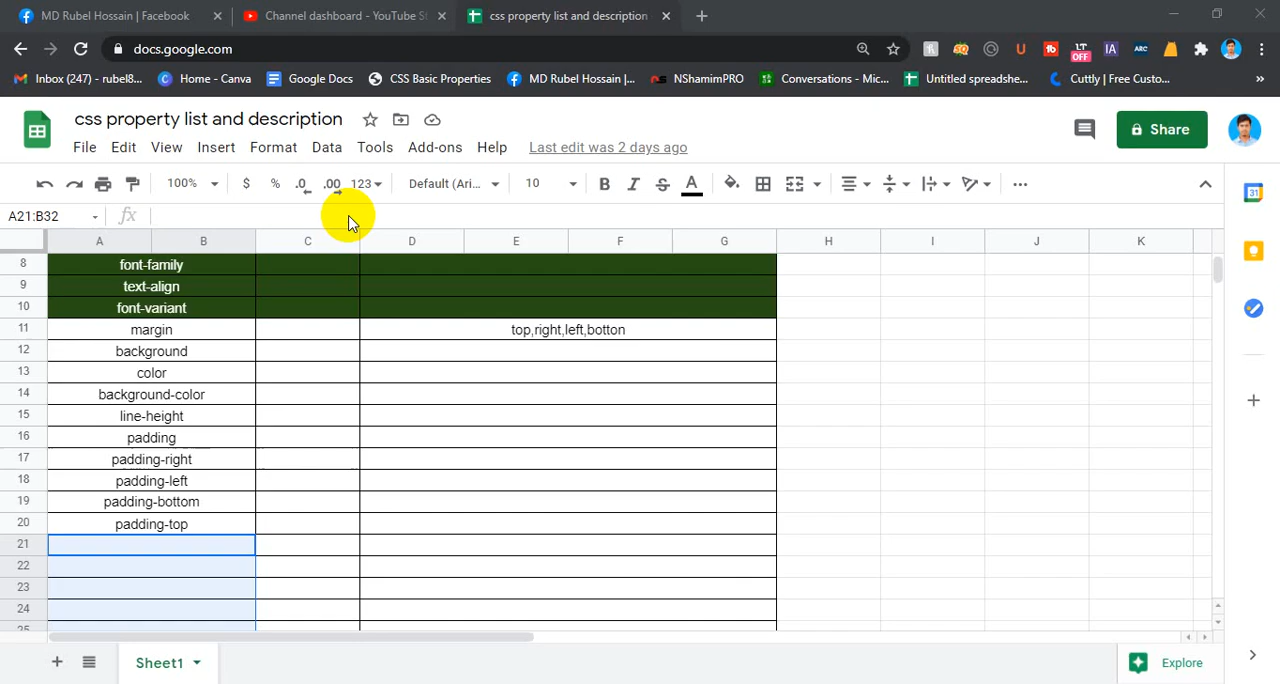 MD Rubel Hossain | Facebook
Channel dashboard - YouTube St
css property list and description
docs.google.com
LT OFF
IA
ARC
Inbox (247) - rubel8...
Home - Canva
Google Docs
CSS Basic Properties
MD Rubel Hossain |...
NShamimPRO
Conversations - Mic...
Untitled spreadshe...
Cuttly | Free Custo...
»
css property list and description
Share
File Edit View Insert Format Data Tools Add-ons Help Last edit was 2 days ago
100% $ % .0 .00 123 Default (Ari... 10 B I S A
31
A21:B32 fx
A B C D E F G H I J K
8 font-family
9 text-align
10 font-variant
11 margin top,right,left,botton
12 background
13 color
14 background-color
15 line-height
16 padding
17 padding-right
18 padding-left
19 padding-bottom
20 padding-top
21
22
23
24
25
Sheet1
Explore